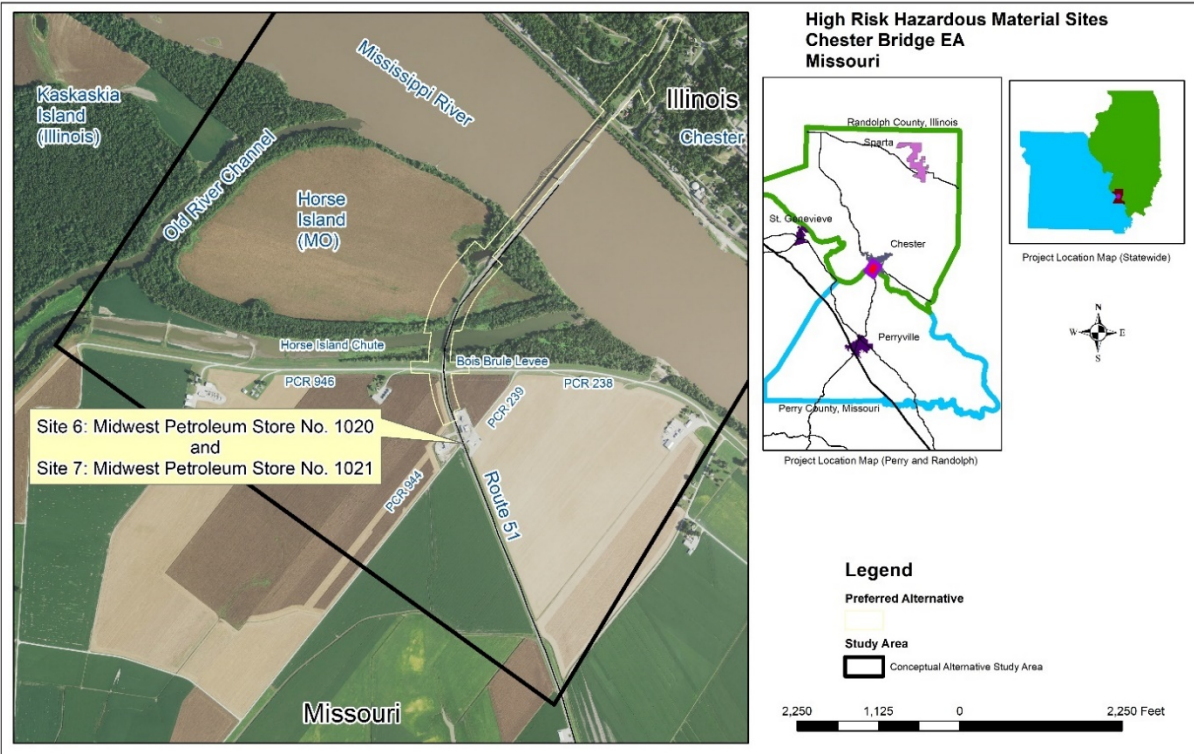 High Risk Hazardous Material Sites
Chester Bridge EA
Missouri
Mississippi River
Illinois
Chester
Kaskaskia
Island
(Illinois)
Old River Channel
Horse
Island
(MO)
Horse Island Chute
Bois Brule Levee
PCR 946
PCR 238
PCR 239
Site 6: Midwest Petroleum Store No. 1020
and
Site 7: Midwest Petroleum Store No. 1021
PCR 944
Route 51
Missouri
Randolph County, Illinois
Sparta
St. Genevieve
Chester
Perryville
Perry County, Missouri
Project Location Map (Perry and Randolph)
Project Location Map (Statewide)
N
W
E
S
Legend
Preferred Alternative
Study Area
Conceptual Alternative Study Area
2,250 1,125 0 2,250 Feet